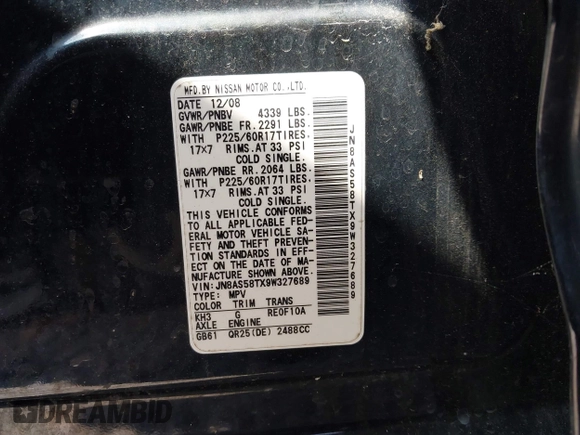 MFD.BY NISSAN MOTOR CO.,LTD.
DATE 12/08
GVWR/PNBV 4339 LBS.
GAWR/PNBE FR. 2291 LBS.
WITH P225/60R17TIRES.
17×7 RIMS.AT 33 PSI
COLD SINGLE.
GAWR/PNBE RR. 2064 LBS.
WITH P225/60R17TIRES.
17×7 RIMS.AT 33 PSI
COLD SINGLE.
THIS VEHICLE CONFORMS
TO ALL APPLICABLE FED-
ERAL MOTOR VEHICLE SA-
FETY AND THEFT PREVEN-
TION STANDARDS IN EFF-
ECT ON THE DATE OF MA-
NUFACTURE SHOWN ABOVE.
VIN:JN8AS58TX9W327689
TYPE: MPV
COLOR TRIM TRANS
KH3 G RE0F10A
AXLE ENGINE
GB61 QR25(DE) 2488CC
JN8AS58TX9W327689
DREAMBID